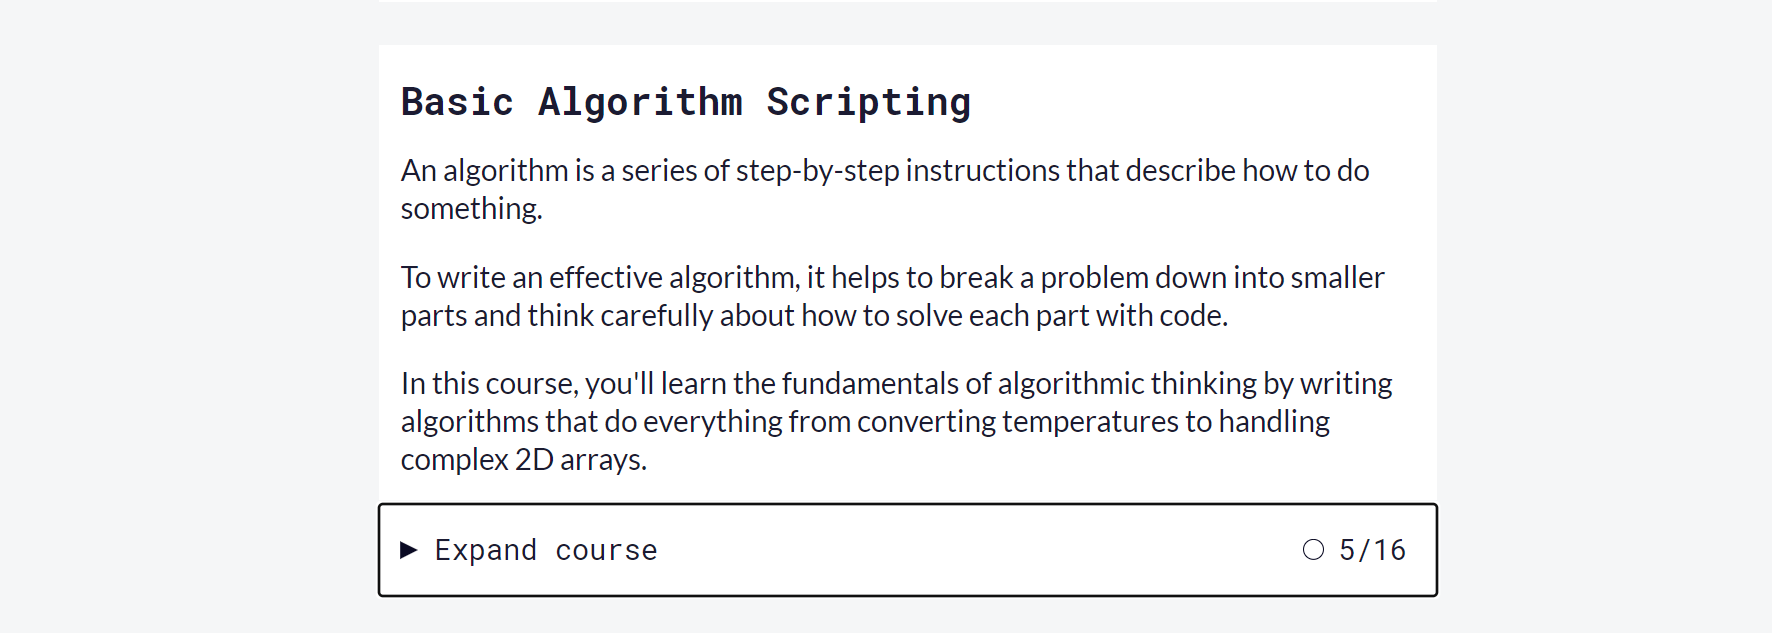 Basic Algorithm Scripting
An algorithm is a series of step-by-step instructions that describe how to do
something.
To write an effective algorithm, it helps to break a problem down into smaller
parts and think carefully about how to solve each part with code.
In this course, you'll learn the fundamentals of algorithmic thinking by writing
algorithms that do everything from converting temperatures to handling
complex 2D arrays.
Expand course 5/16